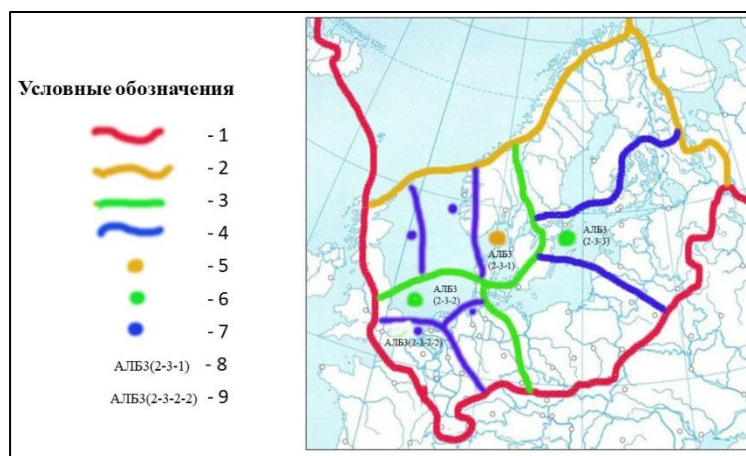 Условные обозначения
- 1
- 2
- 3
- 4
- 5
- 6
- 7
АЛБЗ(2-3-1) - 8
АЛБЗ(2-3-2-2) - 9
АЛБЗ
(2-3-1)
АЛБЗ
(2-3-3)
АЛБЗ
(2-3-2)
АЛБЗ(2-3-2-2)